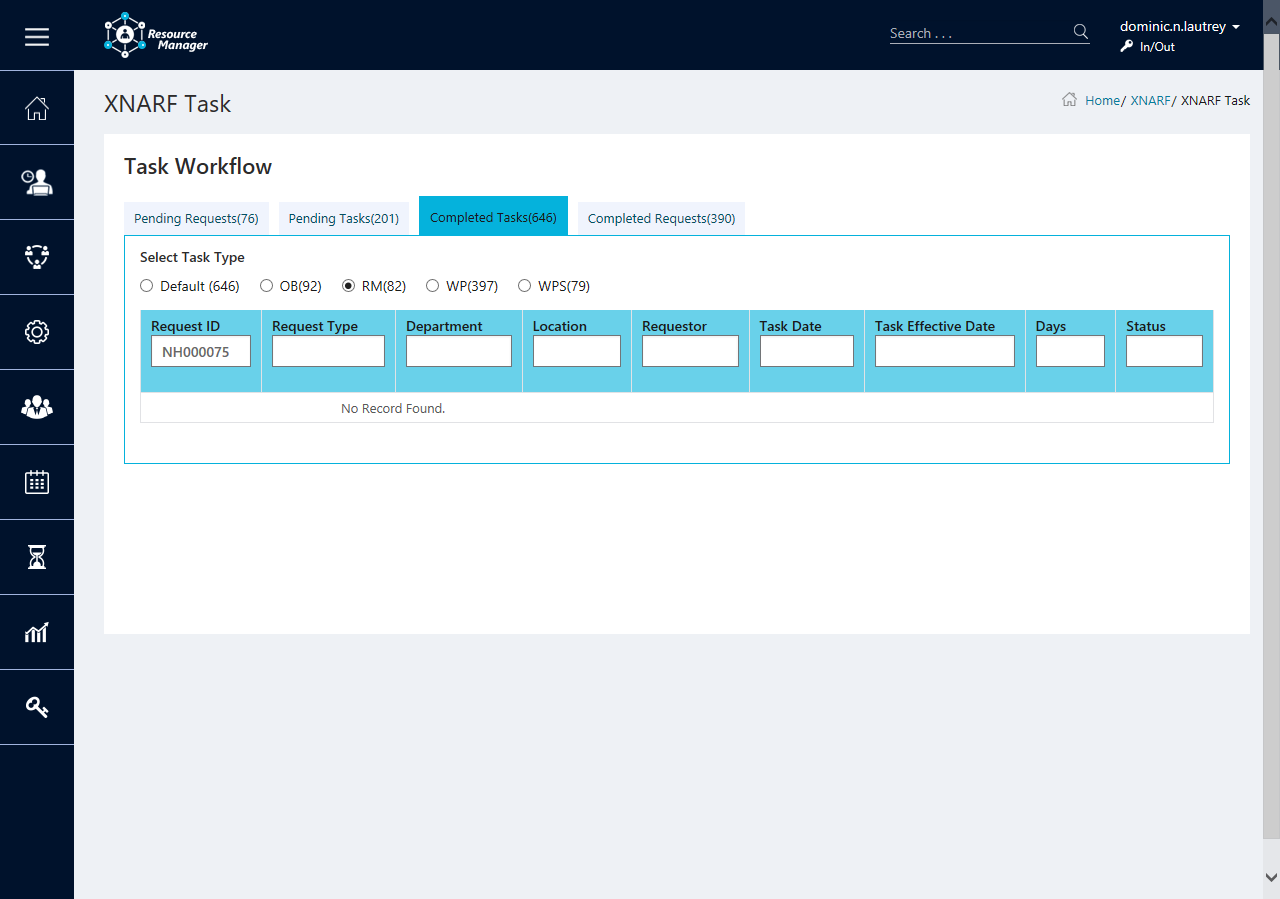 Resource
Manager
Search . . .
dominic.n.lautrey
In/Out
XNARF Task
Home/ XNARF/ XNARF Task
Task Workflow
Pending Requests(76) Pending Tasks(201) Completed Tasks(646) Completed Requests(390)
Select Task Type
Default (646) OB(92) RM(82) WP(397) WPS(79)
Request ID Request Type Department Location Requestor Task Date Task Effective Date Days Status
NH000075
No Record Found.